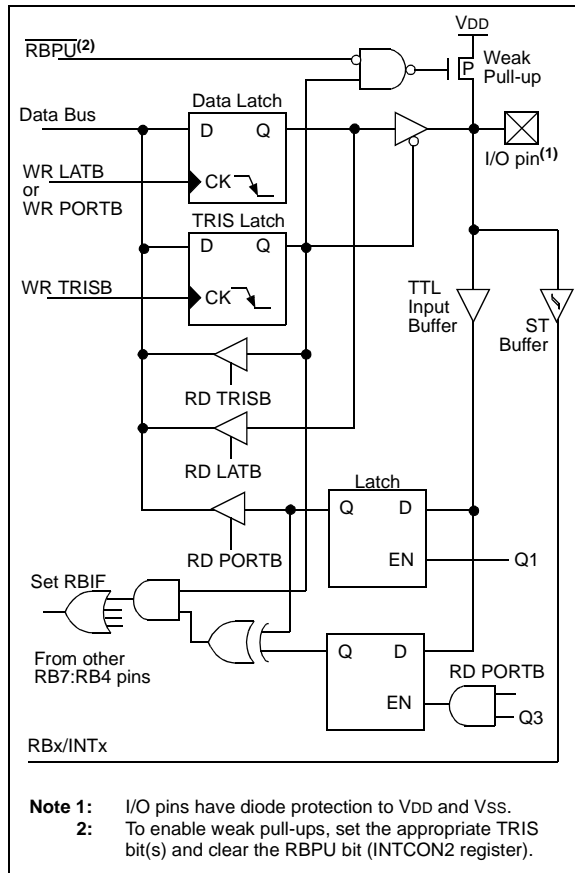 VDD
RBPU(2)
P
Weak
Pull-up
Data Bus
Data Latch
D Q
CK
WR LATB
or
WR PORTB
I/O pin(1)
TRIS Latch
D Q
CK
WR TRISB
TTL
Input
Buffer
ST
Buffer
RD TRISB
RD LATB
Latch
Q D
EN
Q1
RD PORTB
Set RBIF
From other
RB7:RB4 pins
Q D
EN
RD PORTB
Q3
RBx/INTx
Note 1: I/O pins have diode protection to VDD and VSS.
2: To enable weak pull-ups, set the appropriate TRIS
bit(s) and clear the RBPU bit (INTCON2 register).